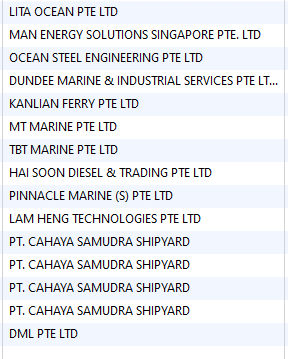 LITA OCEAN PTE LTD
MAN ENERGY SOLUTIONS SINGAPORE PTE. LTD
OCEAN STEEL ENGINEERING PTE LTD
DUNDEE MARINE & INDUSTRIAL SERVICES PTE LT...
KANLIAN FERRY PTE LTD
MT MARINE PTE LTD
TBT MARINE PTE LTD
HAI SOON DIESEL & TRADING PTE LTD
PINNACLE MARINE (S) PTE LTD
LAM HENG TECHNOLOGIES PTE LTD
PT. CAHAYA SAMUDRA SHIPYARD
PT. CAHAYA SAMUDRA SHIPYARD
PT. CAHAYA SAMUDRA SHIPYARD
PT. CAHAYA SAMUDRA SHIPYARD
DML PTE LTD